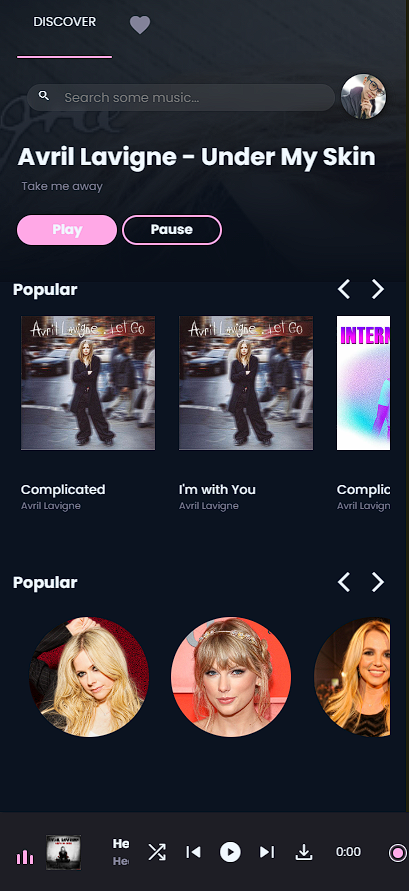 DISCOVER
Search some music...
Avril Lavigne - Under My Skin
Take me away
Play Pause
Popular
Avril Lavigne . Let Go Avril Lavigne . Let Go INTERN
Complicated I'm with You Complic
Avril Lavigne Avril Lavigne Avril Lavign
Popular
He
He
0:00